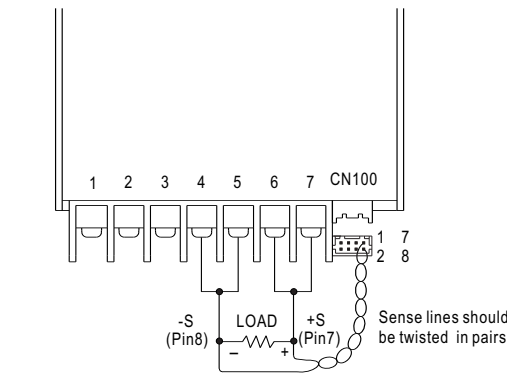 1 2 3 4 5 6 7 CN100
1 7
2 8
-S
(Pin8)
LOAD
+S
(Pin7)
– +
Sense lines should
be twisted in pairs